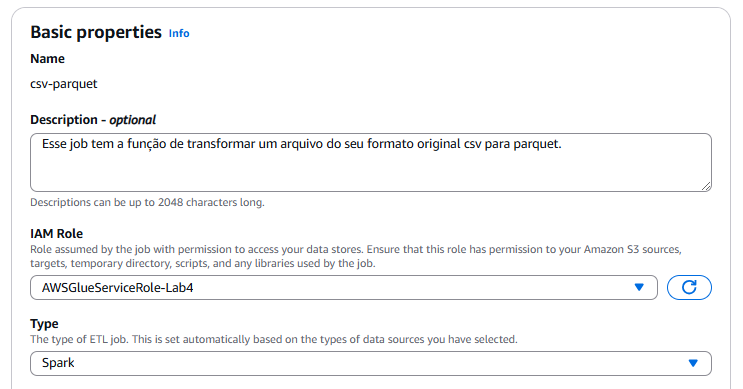 Basic properties Info
Name
csv-parquet
Description - optional
Esse job tem a função de transformar um arquivo do seu formato original csv para parquet.
Descriptions can be up to 2048 characters long.
IAM Role
Role assumed by the job with permission to access your data stores. Ensure that this role has permission to your Amazon S3 sources,
targets, temporary directory, scripts, and any libraries used by the job.
AWSGlueServiceRole-Lab4
Type
The type of ETL job. This is set automatically based on the types of data sources you have selected.
Spark